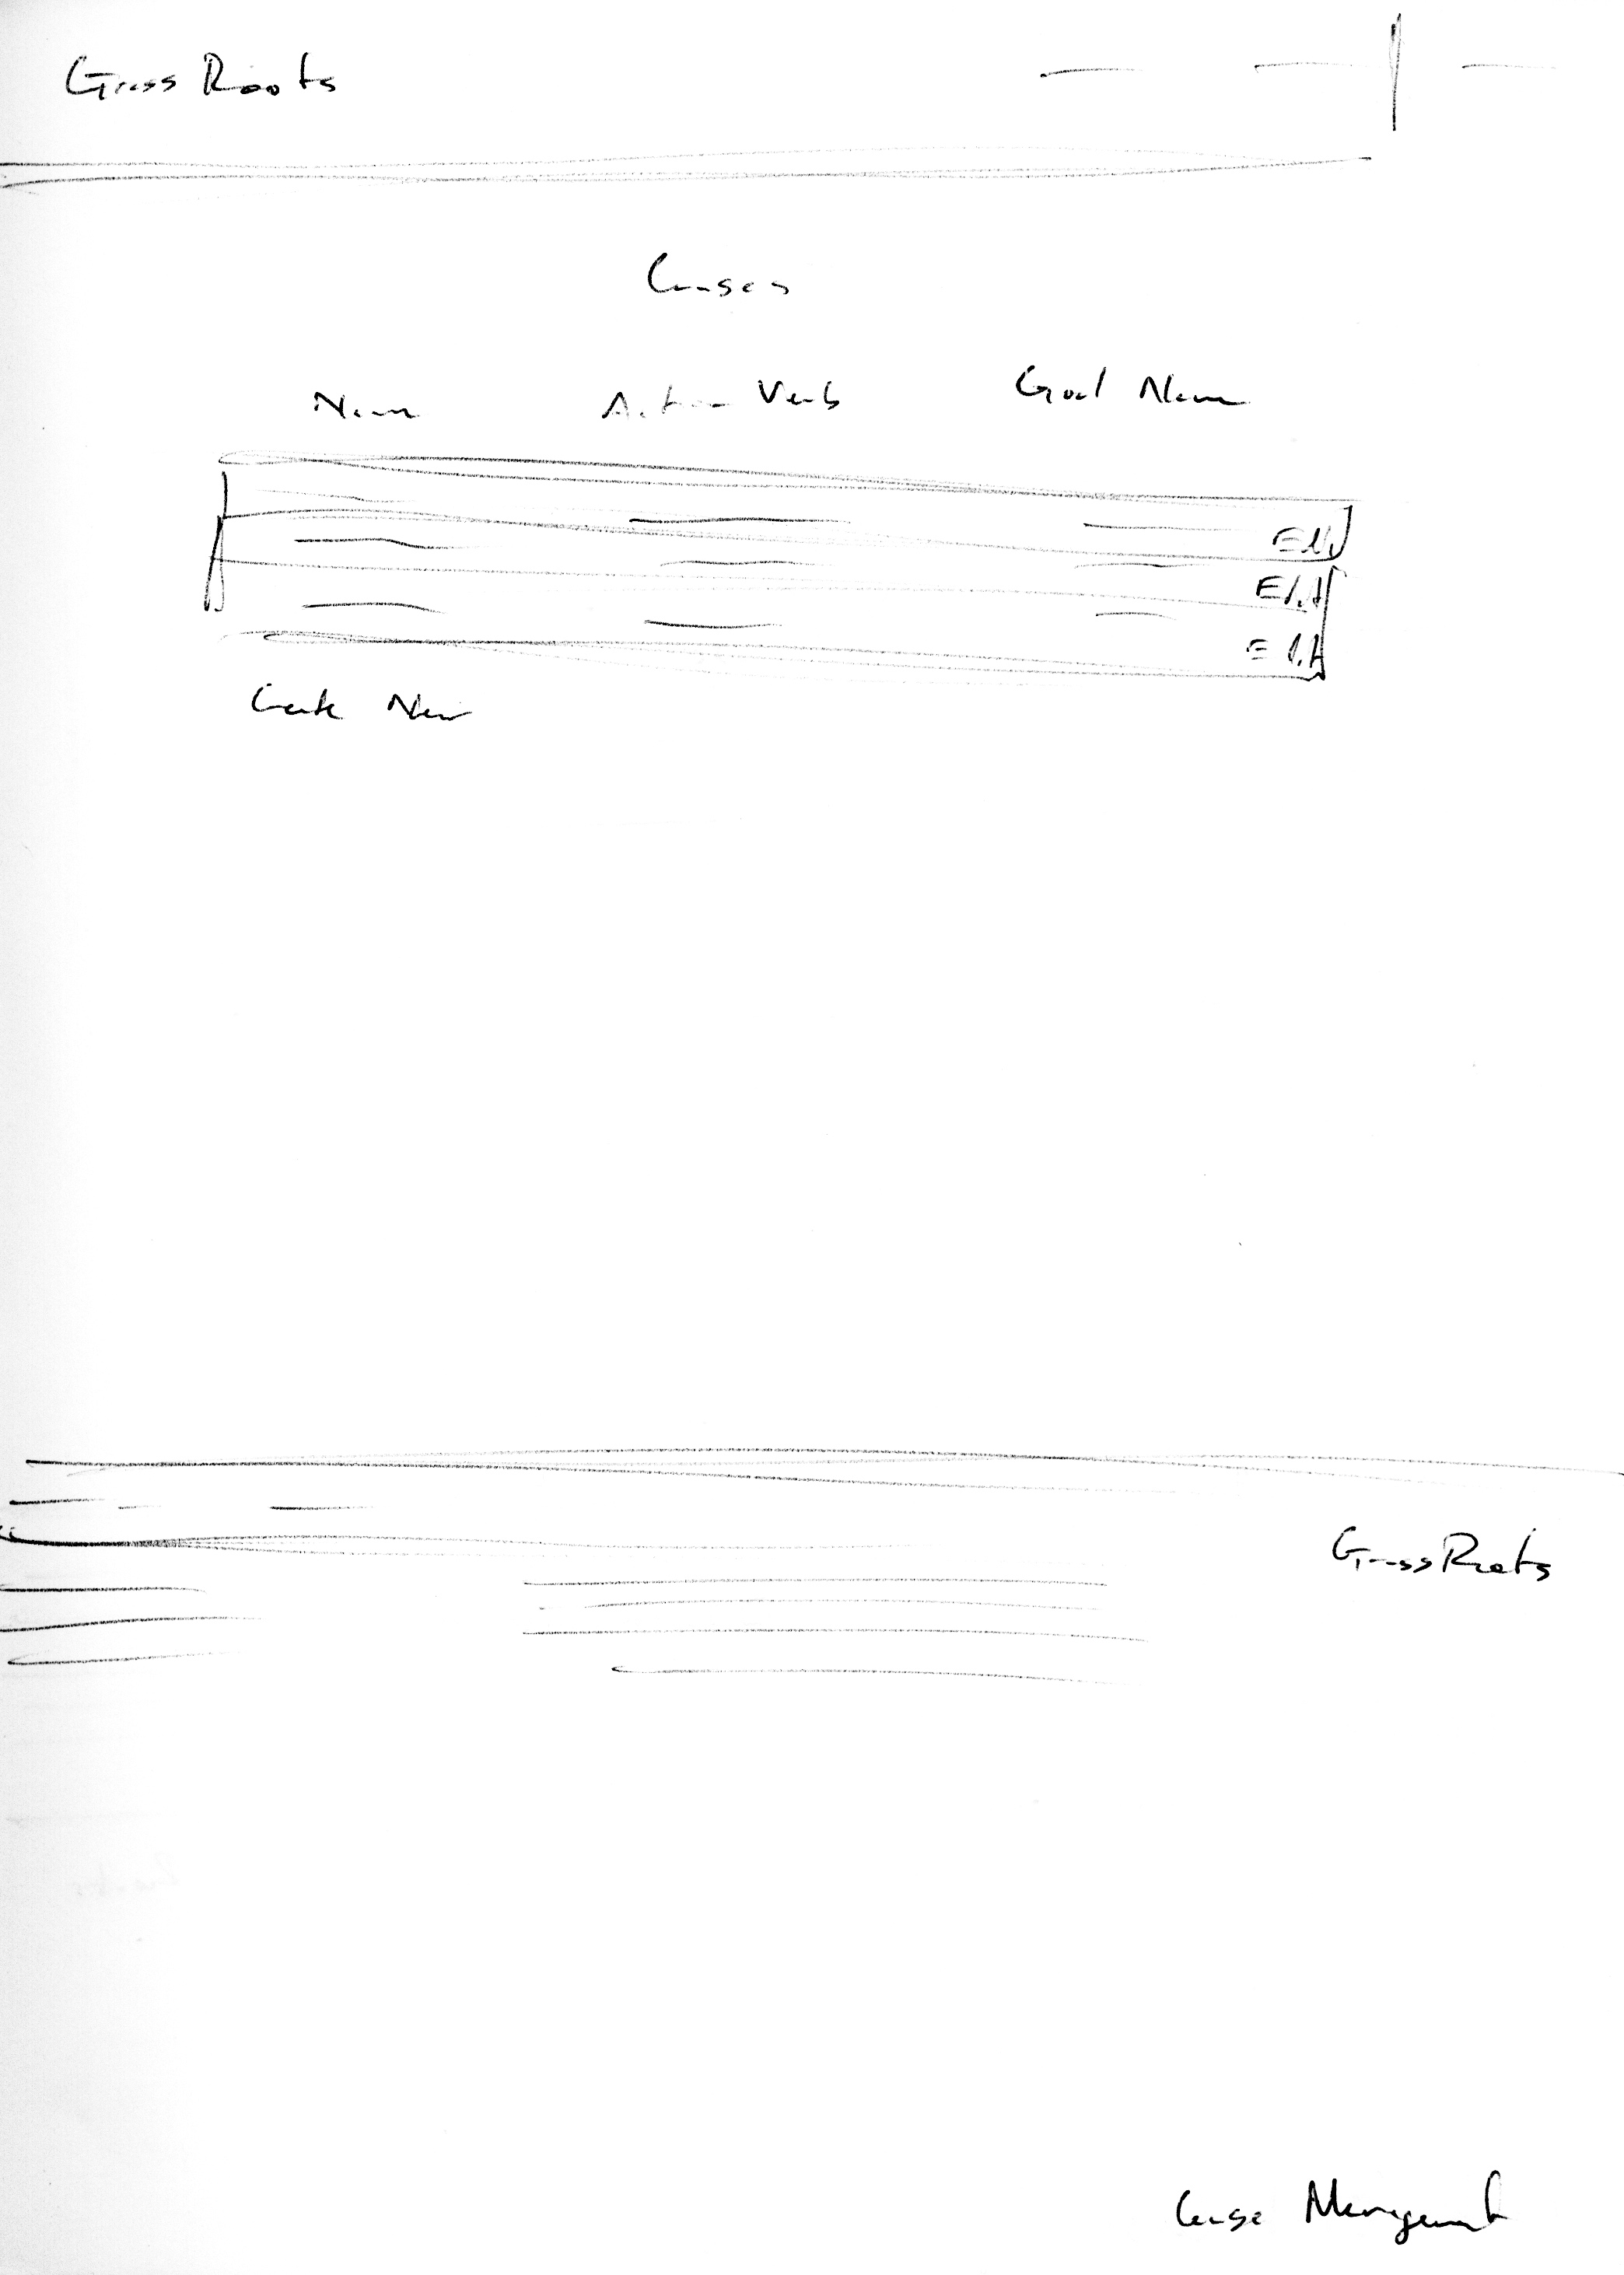 Grass Roots
Causes
Name Action Verb Goal Name
Edit
Edit
Edit
Create New
GrassRoots
Cause Management